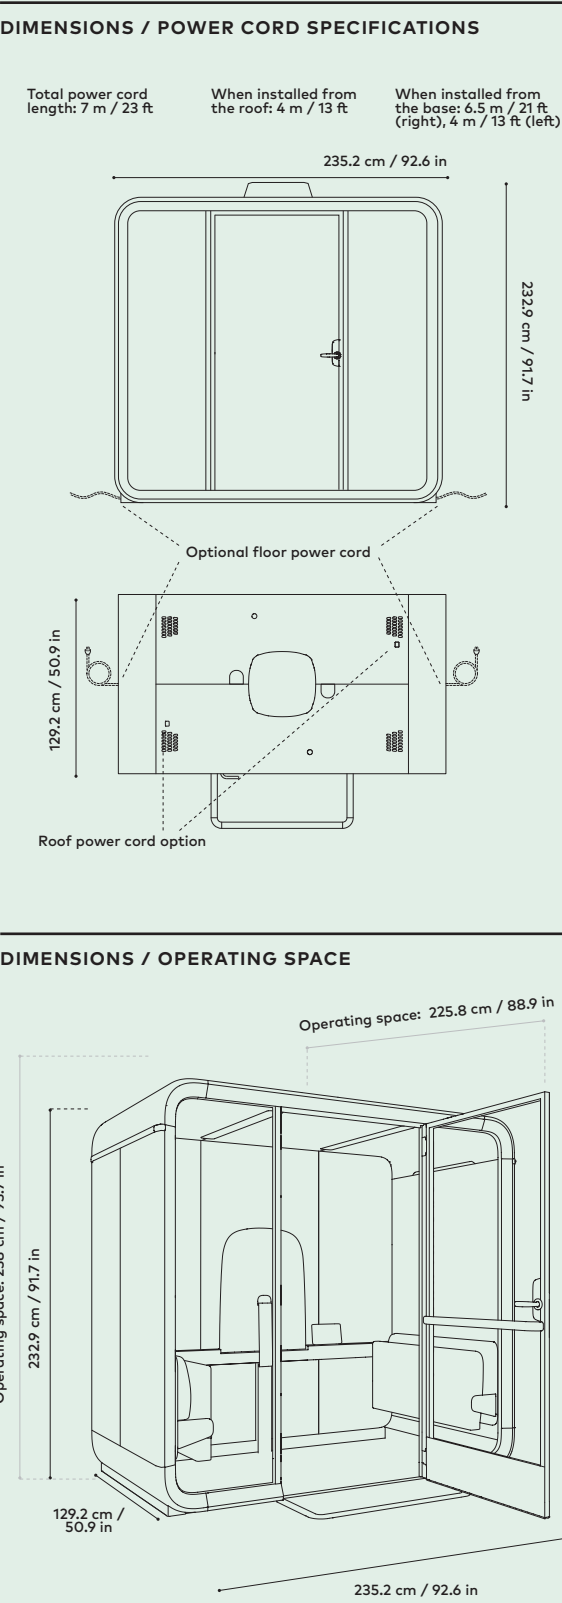 DIMENSIONS / POWER CORD SPECIFICATIONS
Total power cord
length: 7 m / 23 ft
When installed from
the roof: 4 m / 13 ft
When installed from
the base: 6.5 m / 21 ft
(right), 4 m / 13 ft (left)
235.2 cm / 92.6 in
232.9 cm / 91.7 in
Optional floor power cord
129.2 cm / 50.9 in
Roof power cord option
DIMENSIONS / OPERATING SPACE
Operating space: 225.8 cm / 88.9 in
232.9 cm / 91.7 in
129.2 cm /
50.9 in
235.2 cm / 92.6 in